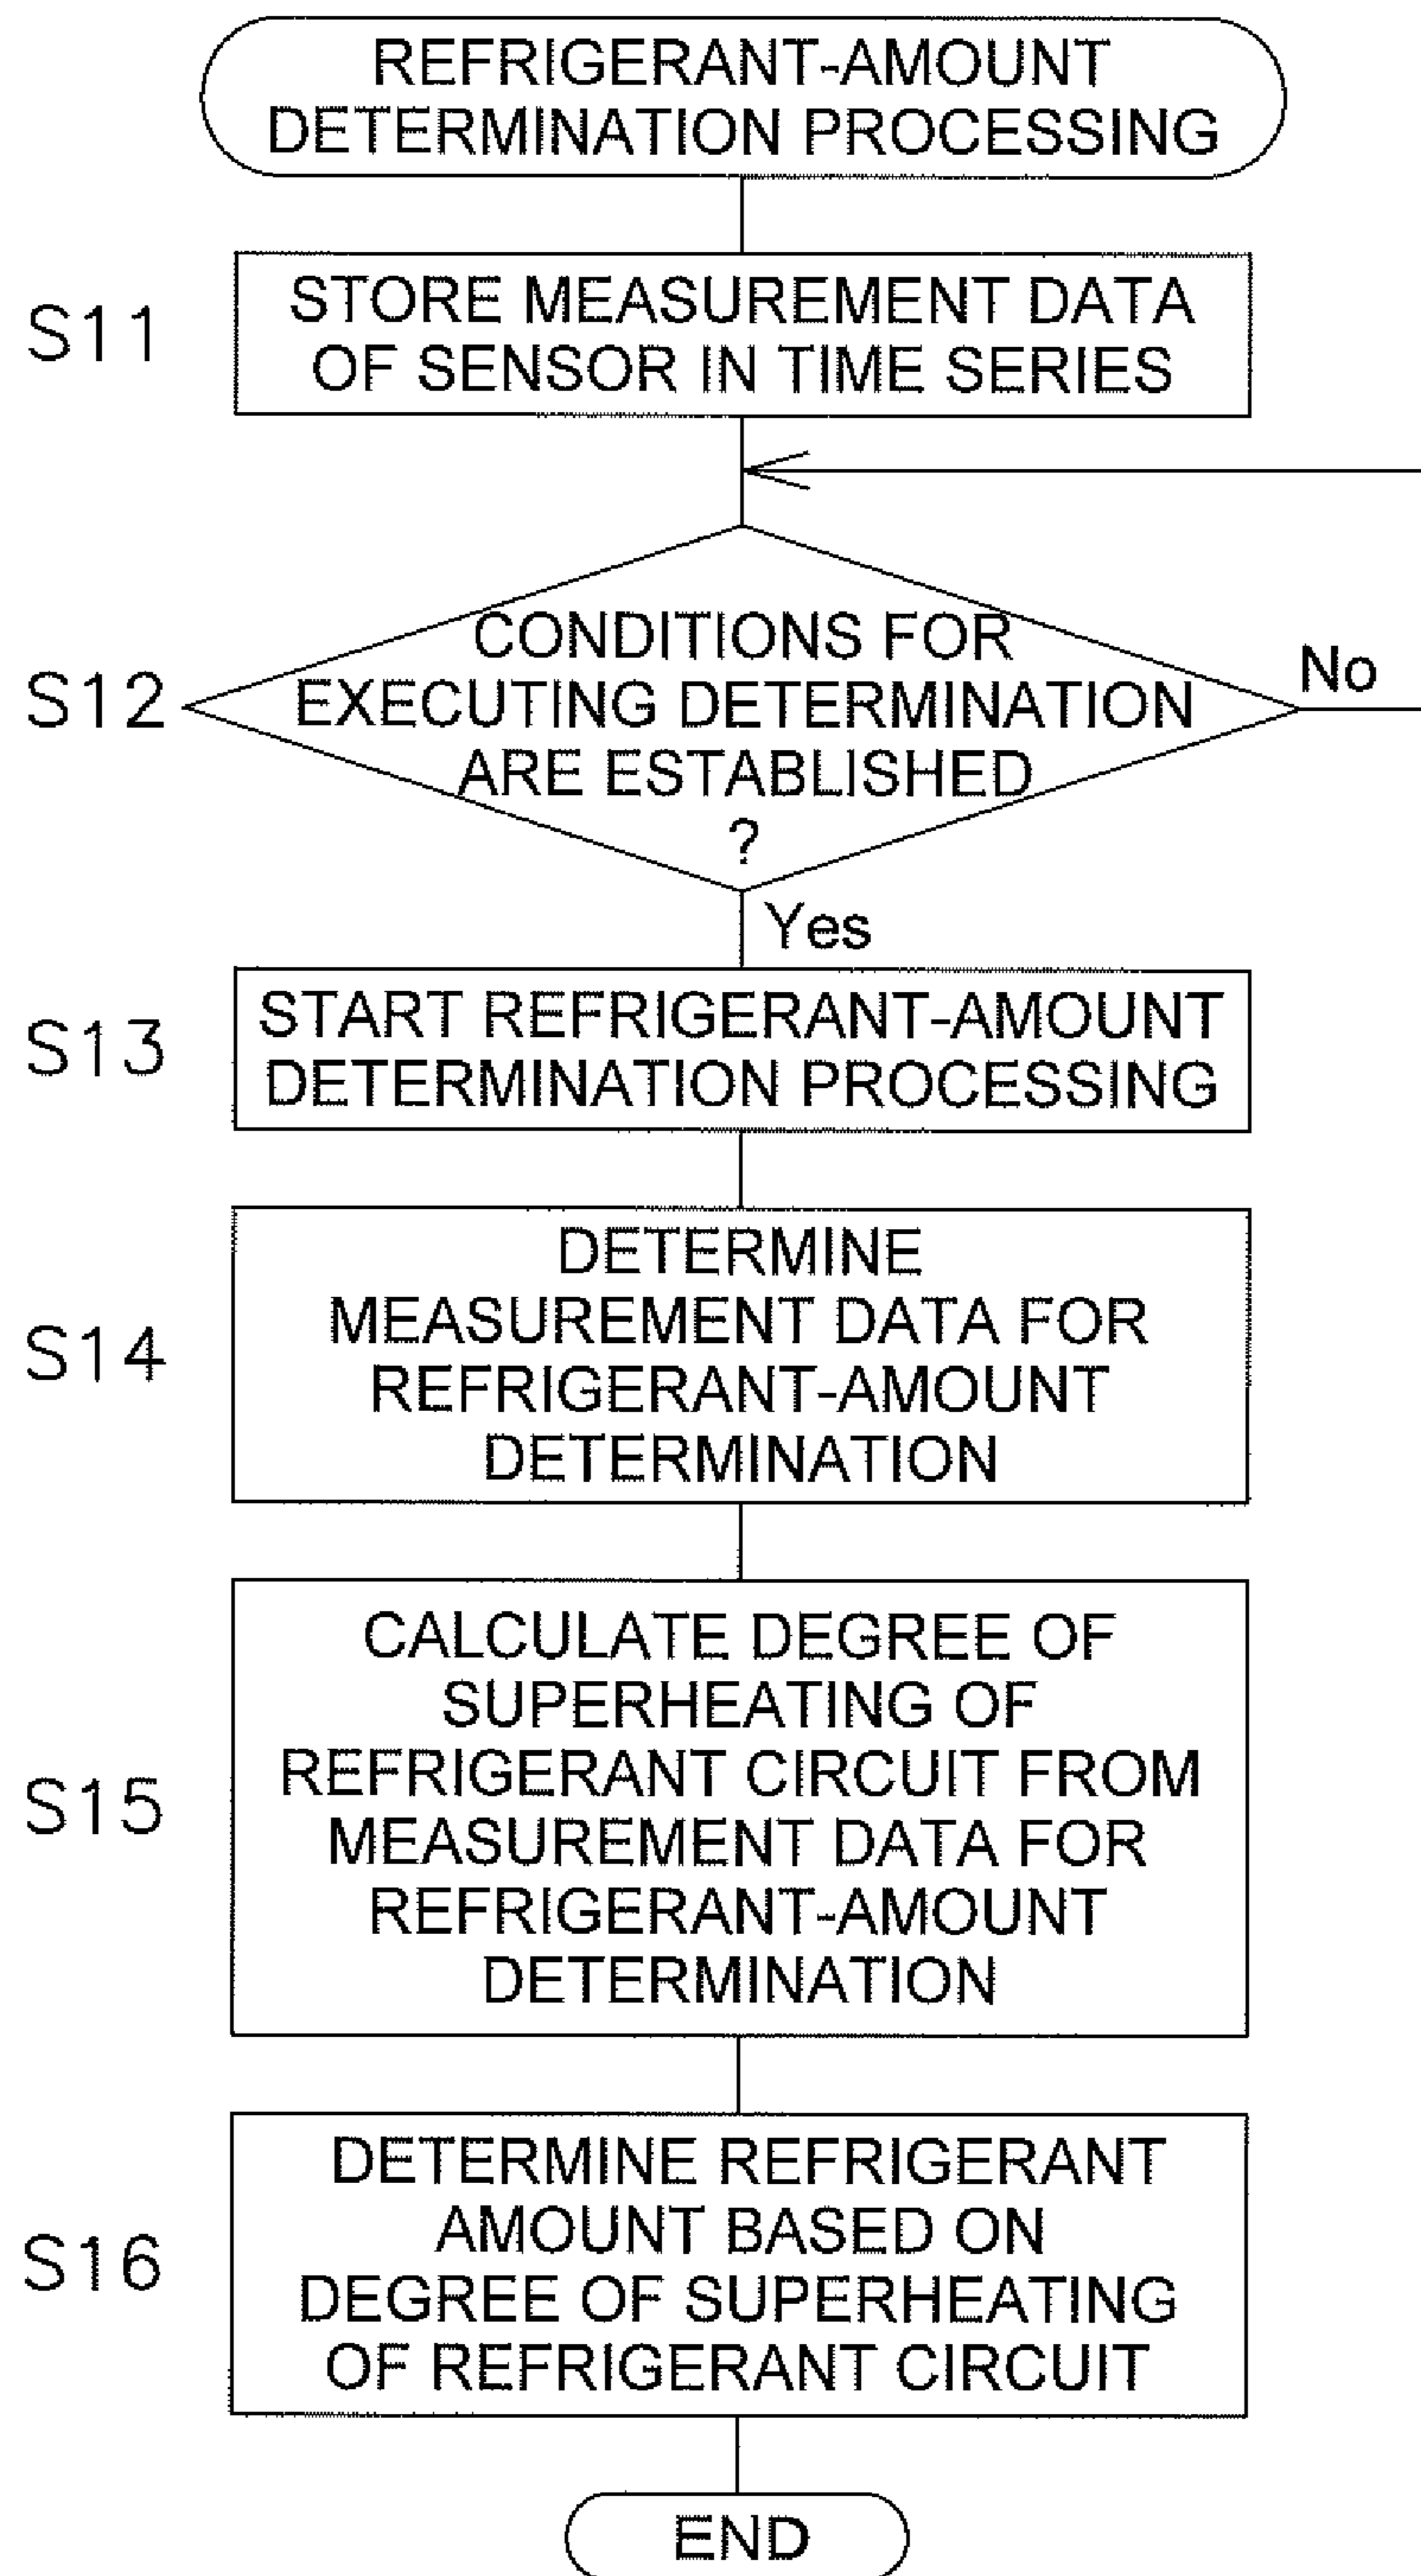 REFRIGERANT-AMOUNT
DETERMINATION PROCESSING
S11
STORE MEASUREMENT DATA
OF SENSOR IN TIME SERIES
S12
CONDITIONS FOR
EXECUTING DETERMINATION
ARE ESTABLISHED
?
No
Yes
S13
START REFRIGERANT-AMOUNT
DETERMINATION PROCESSING
S14
DETERMINE
MEASUREMENT DATA FOR
REFRIGERANT-AMOUNT
DETERMINATION
S15
CALCULATE DEGREE OF
SUPERHEATING OF
REFRIGERANT CIRCUIT FROM
MEASUREMENT DATA FOR
REFRIGERANT-AMOUNT
DETERMINATION
S16
DETERMINE REFRIGERANT
AMOUNT BASED ON
DEGREE OF SUPERHEATING
OF REFRIGERANT CIRCUIT
END